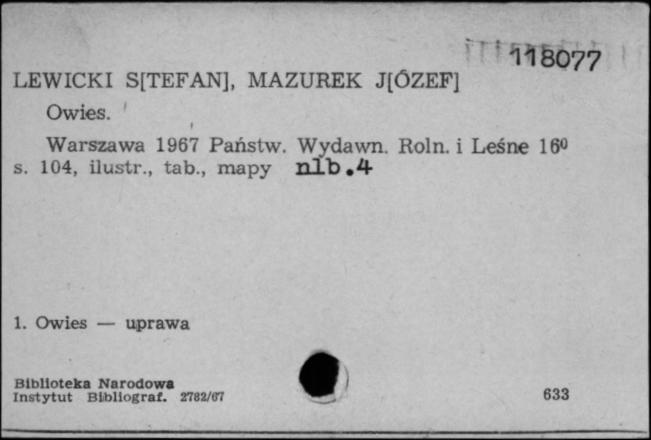 118077
LEWICKI S[TEFAN], MAZUREK J[ÓZEF]
Owies.
Warszawa 1967 Państw. Wydawn. Roln. i Leśne 16⁰
s. 104, ilustr., tab., mapy nlb.4
1. Owies — uprawa
Biblioteka Narodowa
Instytut Bibliograf. 2782/67 633